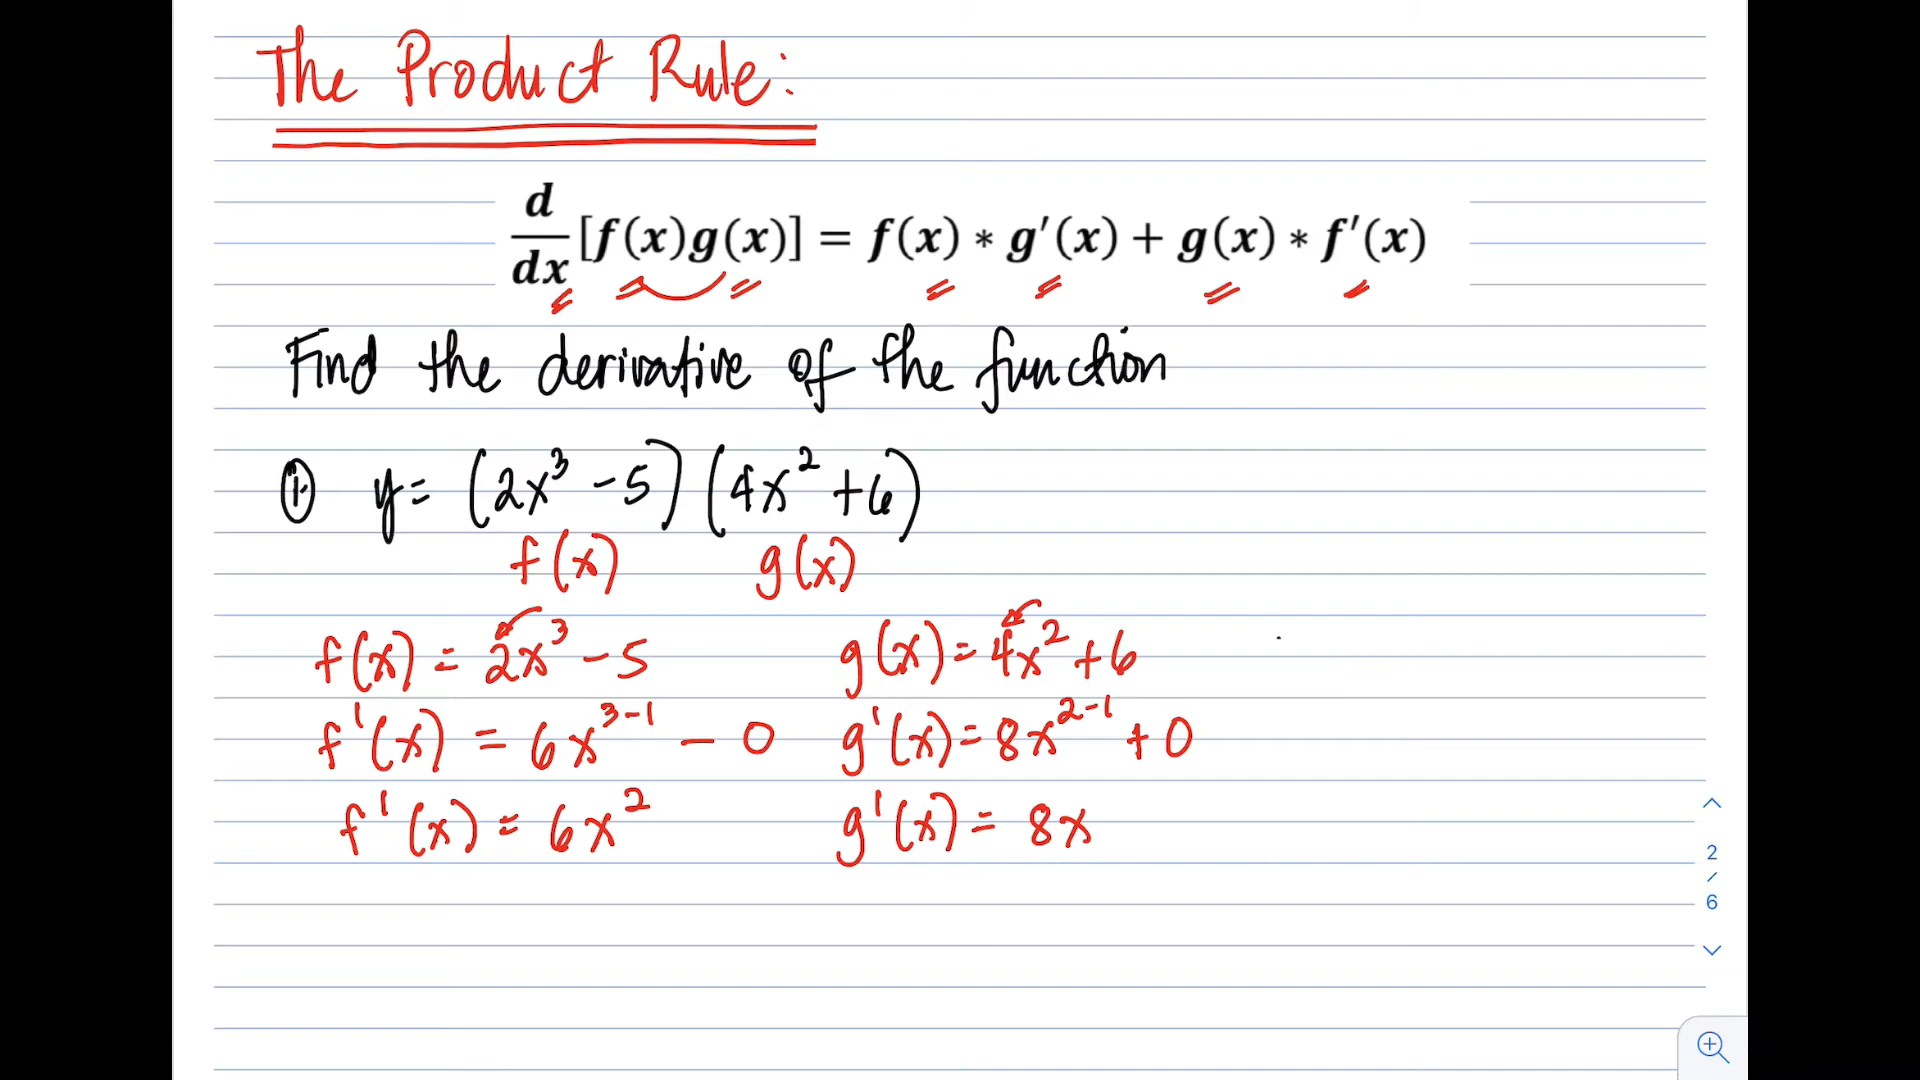 The Product Rule:
d/dx [f(x)g(x)] = f(x) * g'(x) + g(x) * f'(x)
Find the derivative of the function
① y = (2x³ - 5) (4x² + 6)
f(x) g(x)
f(x) = 2x³ - 5 g(x) = 4x² + 6
f'(x) = 6x³⁻¹ - 0 g'(x) = 8x²⁻¹ + 0
f'(x) = 6x² g'(x) = 8x
2
/
6